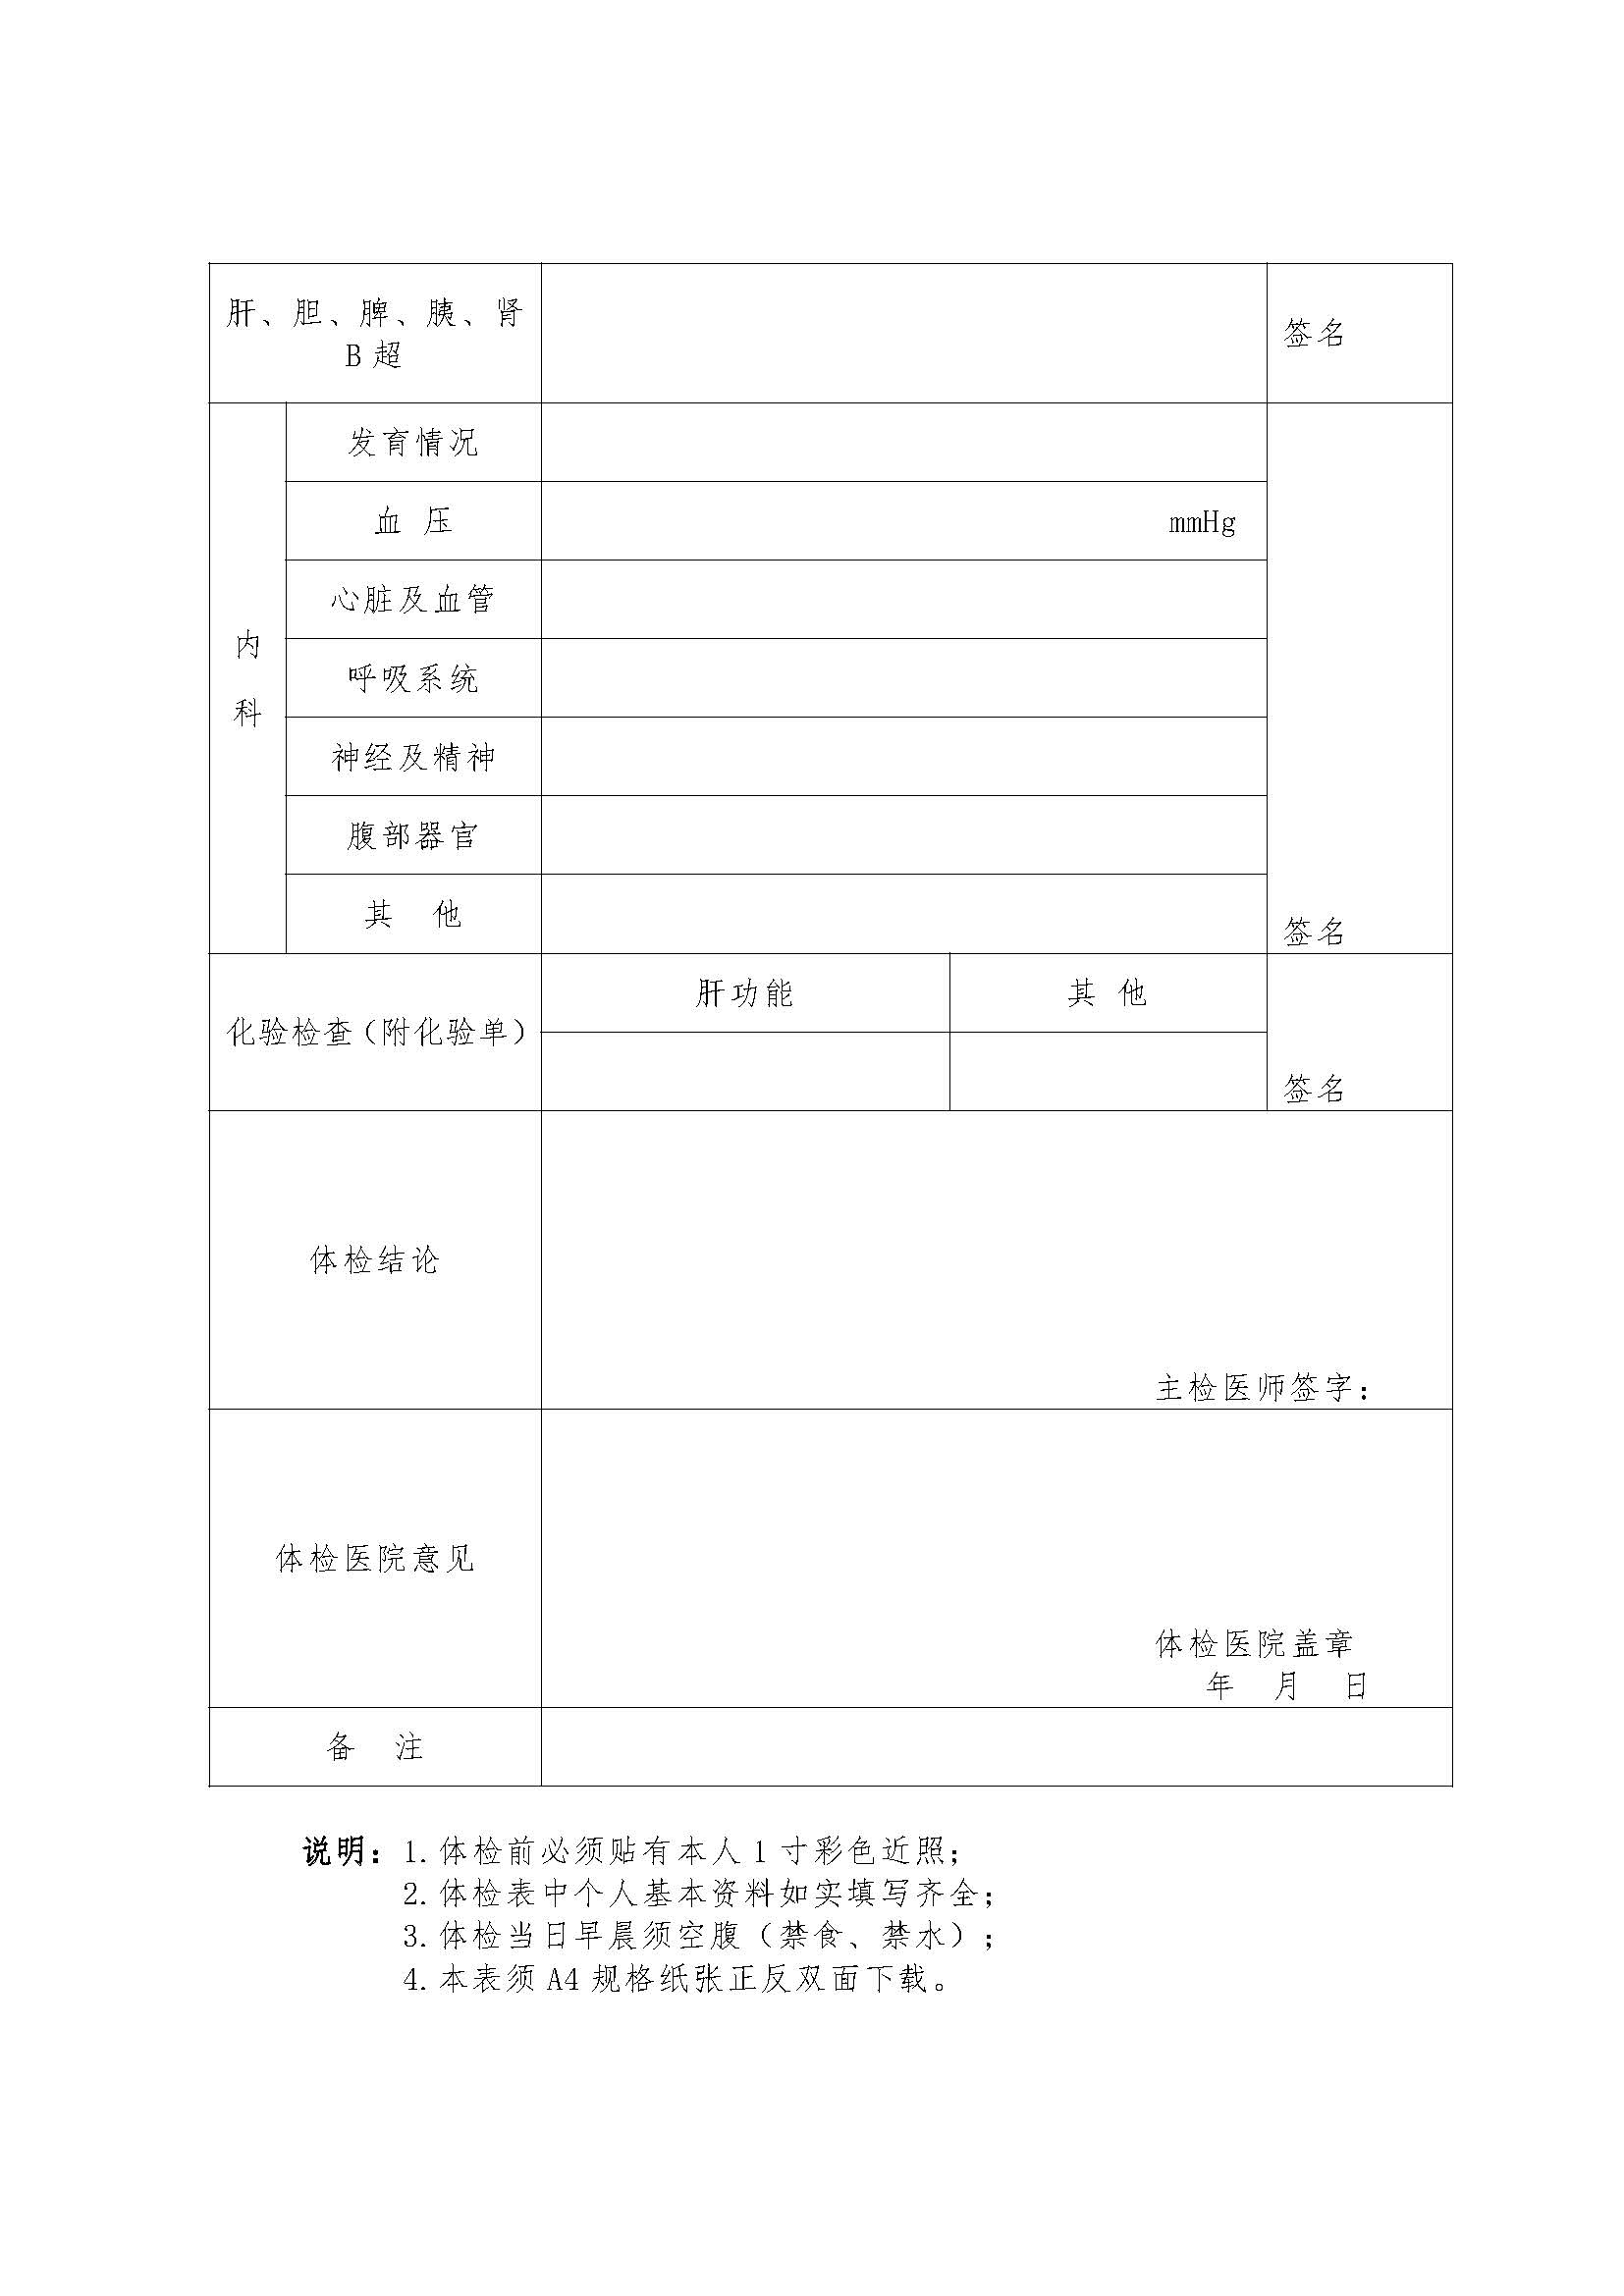 肝、胆、脾、胰、肾
B 超
签名
内
科
发育情况
血 压
mmHg
心脏及血管
呼吸系统
神经及精神
腹部器官
其 他
签名
化验检查（附化验单）
肝功能
其 他
签名
体检结论
主检医师签字：
体检医院意见
体检医院盖章
年 月 日
备 注
说明：1.体检前必须贴有本人 1 寸彩色近照；
2.体检表中个人基本资料如实填写齐全；
3.体检当日早晨须空腹（禁食、禁水）；
4.本表须 A4 规格纸张正反双面下载。